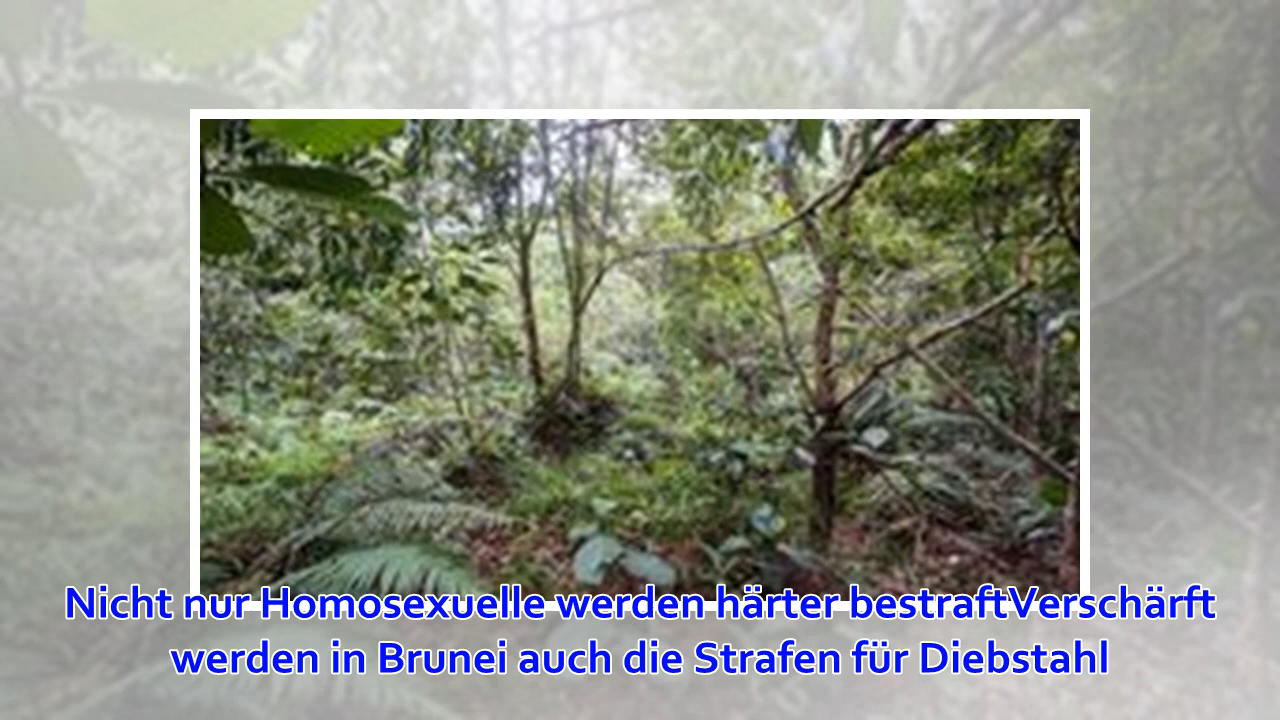 Nicht nur Homosexuelle werden härter bestraftVerschärft
werden in Brunei auch die Strafen für Diebstahl